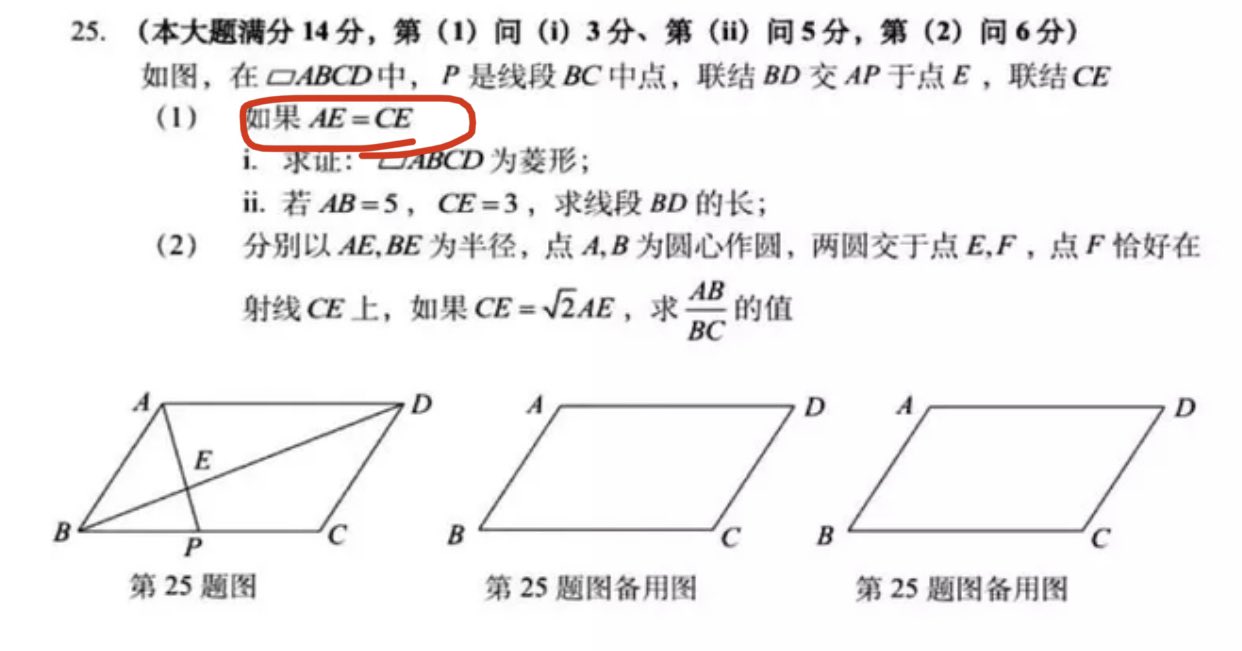 25. （本大题满分 14 分，第（1）问（i）3 分、第（ii）问 5 分，第（2）问 6 分）
如图，在▱ABCD中，P 是线段 BC 中点，联结 BD 交 AP 于点 E，联结 CE
（1） 如果 AE = CE
i. 求证：▱ABCD 为菱形；
ii. 若 AB = 5，CE = 3，求线段 BD 的长；
（2） 分别以 AE, BE 为半径，点 A, B 为圆心作圆，两圆交于点 E, F，点 F 恰好在
射线 CE 上，如果 CE = √2AE，求 AB/BC 的值
A D A D A D
E
B P C B C B C
第 25 题图 第 25 题图备用图 第 25 题图备用图